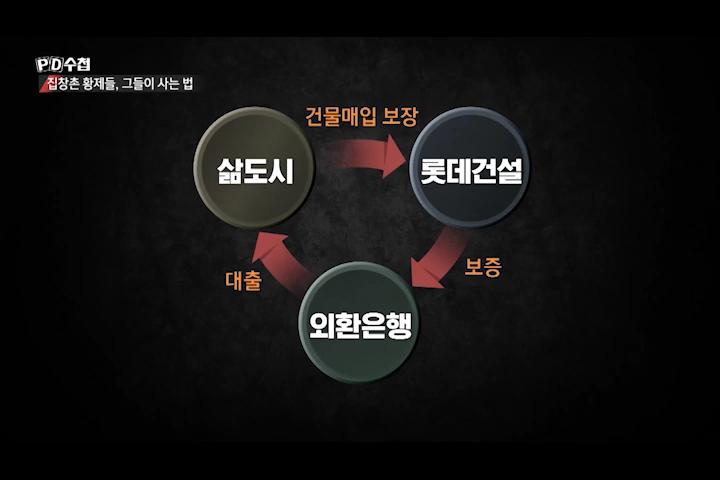 PD수첩
집창촌 황제들, 그들이 사는 법
건물매입 보장
삶도시
롯데건설
보증
대출
외환은행